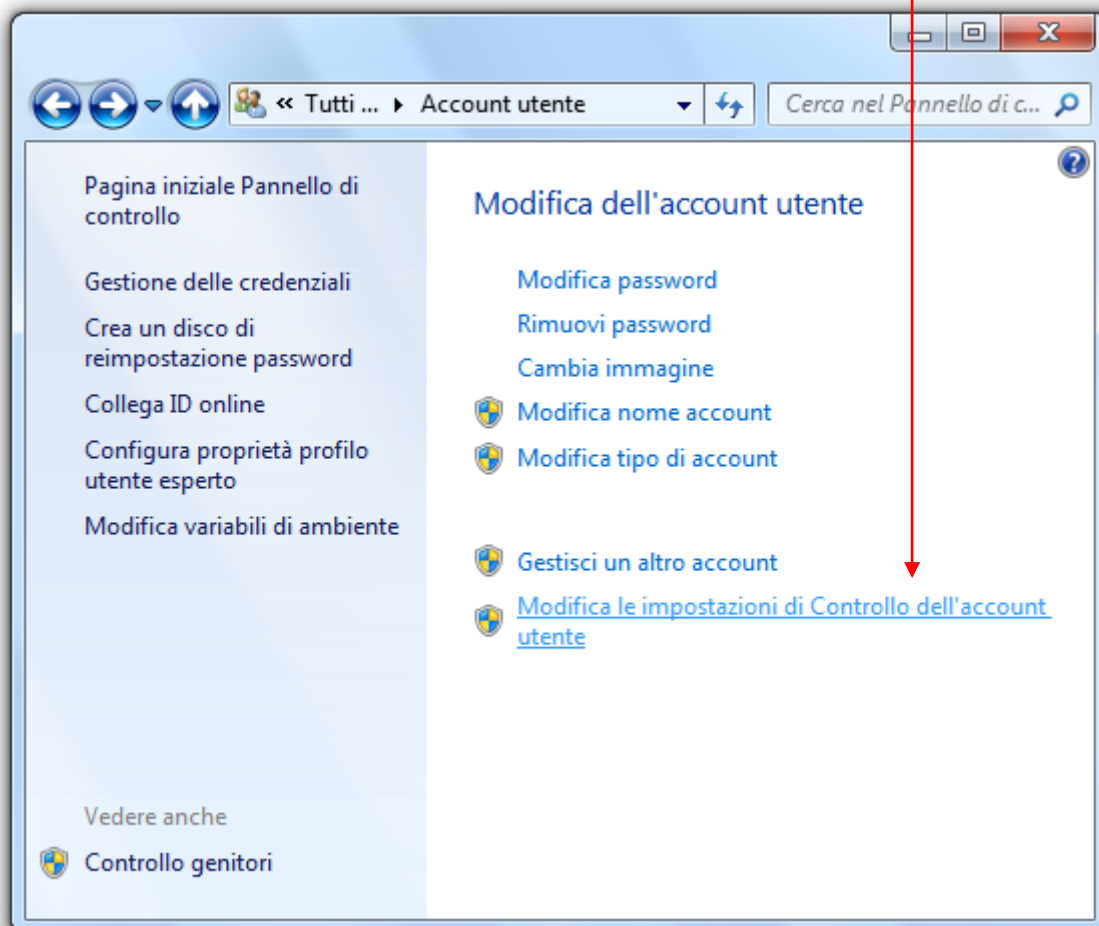 « Tutti ... ▸ Account utente
Cerca nel Pannello di c...
Pagina iniziale Pannello di
controllo
Gestione delle credenziali
Crea un disco di
reimpostazione password
Collega ID online
Configura proprietà profilo
utente esperto
Modifica variabili di ambiente
Vedere anche
Controllo genitori
Modifica dell'account utente
Modifica password
Rimuovi password
Cambia immagine
Modifica nome account
Modifica tipo di account
Gestisci un altro account
Modifica le impostazioni di Controllo dell'account
utente